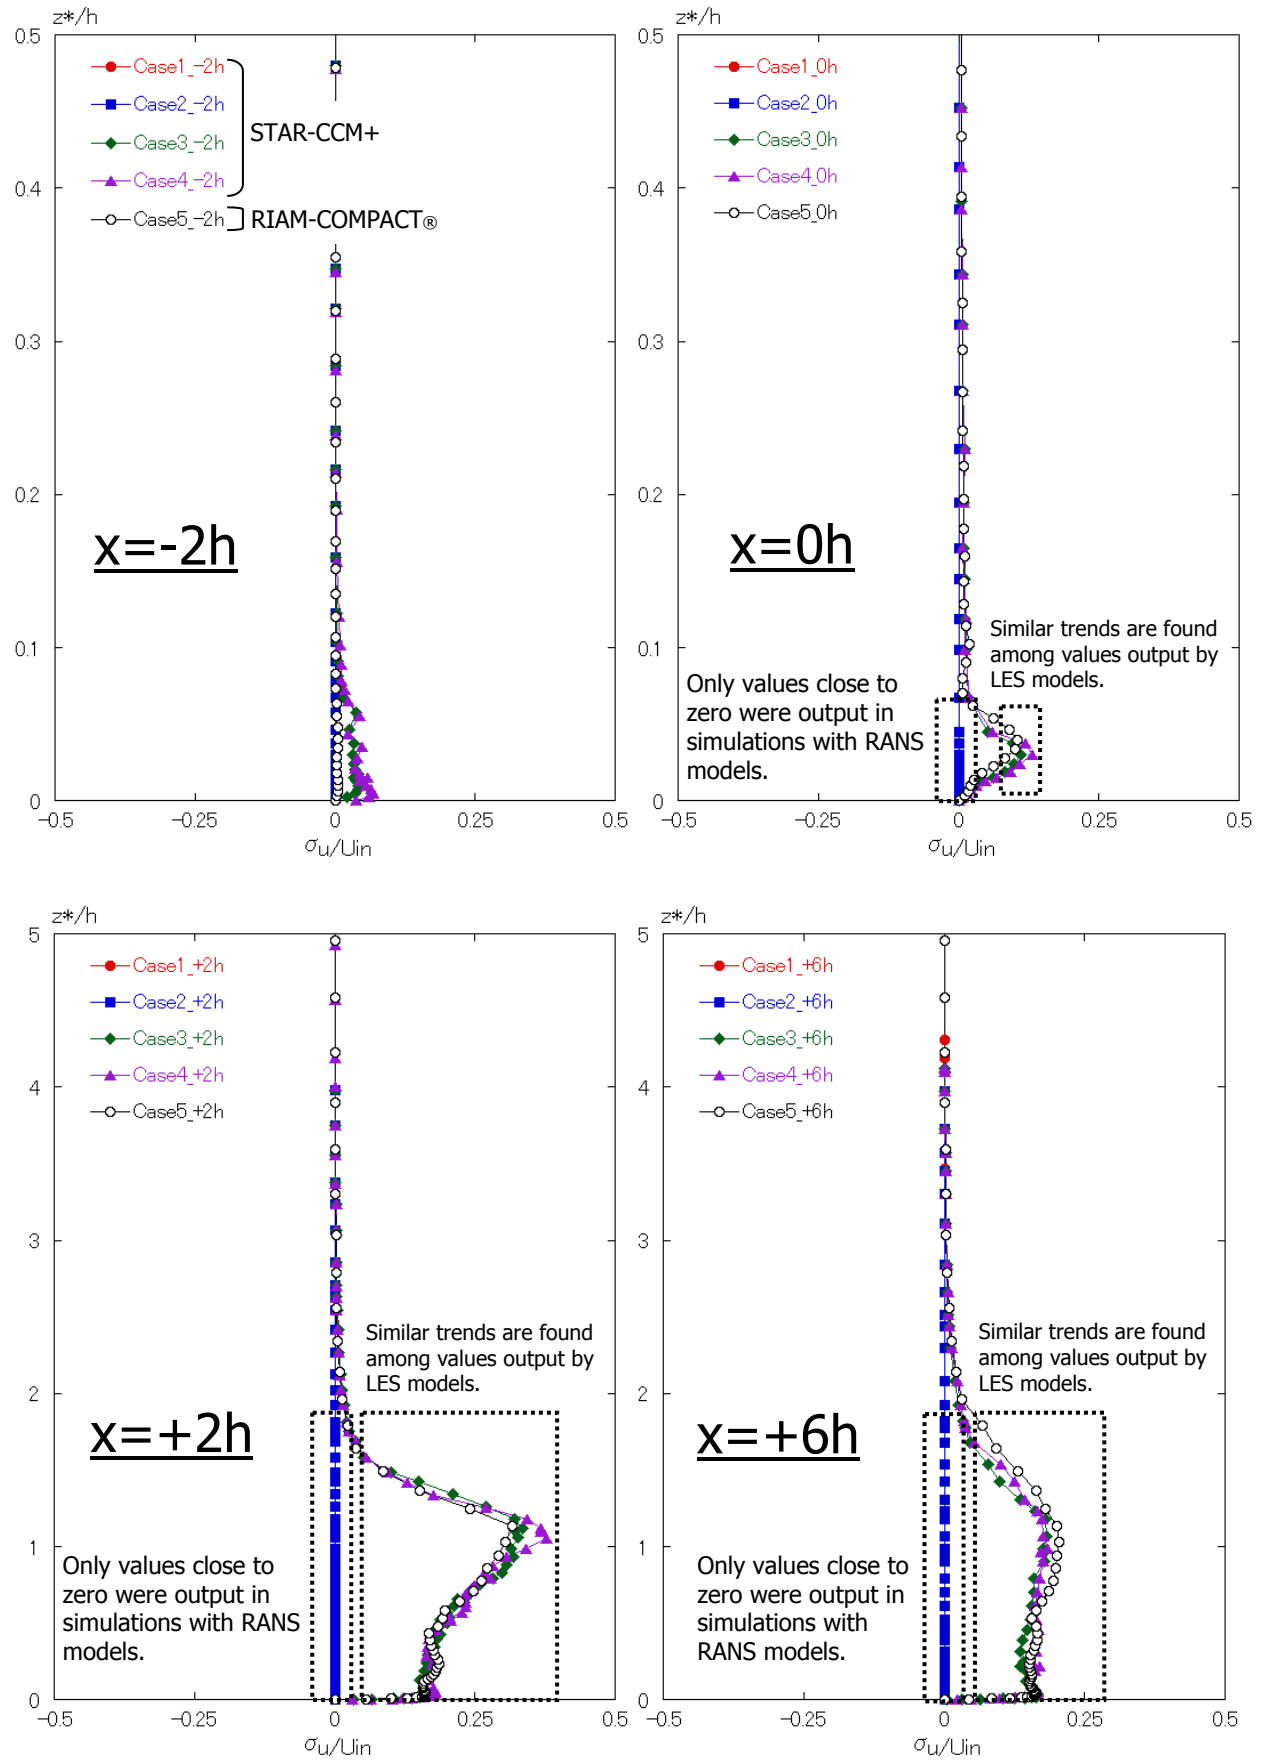 z*/h
0.5
0.4
0.3
0.2
0.1
0
-0.5
-0.25
0
0.25
0.5
σu/Uin
Case1_-2h
Case2_-2h
Case3_-2h
Case4_-2h
Case5_-2h
STAR-CCM+
RIAM-COMPACT®
x=-2h
z*/h
0.5
0.4
0.3
0.2
0.1
0
-0.5
-0.25
0
0.25
0.5
σu/Uin
Case1_0h
Case2_0h
Case3_0h
Case4_0h
Case5_0h
x=0h
Similar trends are found
among values output by
LES models.
Only values close to
zero were output in
simulations with RANS
models.
z*/h
5
4
3
2
1
0
-0.5
-0.25
0
0.25
0.5
σu/Uin
Case1_+2h
Case2_+2h
Case3_+2h
Case4_+2h
Case5_+2h
Similar trends are found
among values output by
LES models.
x=+2h
Only values close to
zero were output in
simulations with RANS
models.
z*/h
5
4
3
2
1
0
-0.5
-0.25
0
0.25
0.5
σu/Uin
Case1_+6h
Case2_+6h
Case3_+6h
Case4_+6h
Case5_+6h
Similar trends are found
among values output by
LES models.
x=+6h
Only values close to
zero were output in
simulations with
RANS models.